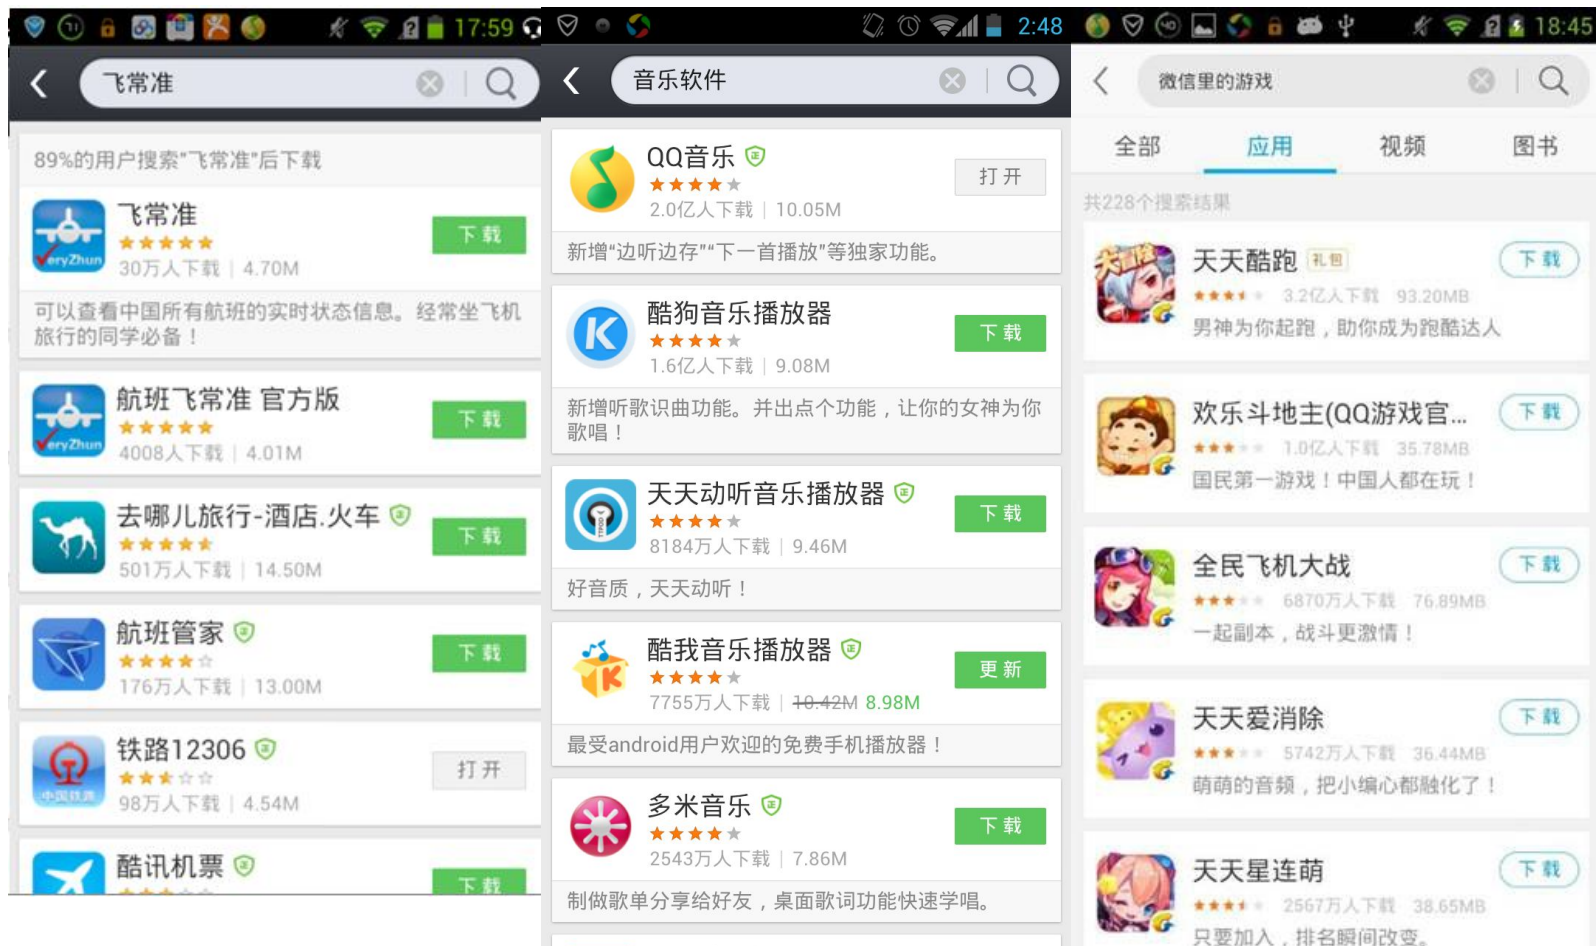 17:59
飞常准
89%的用户搜索"飞常准"后下载
飞常准
下载
30万人下载 | 4.70M
可以查看中国所有航班的实时状态信息。经常坐飞机
旅行的同学必备！
航班飞常准 官方版
下载
4008人下载 | 4.01M
去哪儿旅行-酒店.火车
下载
501万人下载 | 14.50M
航班管家
下载
176万人下载 | 13.00M
铁路12306
打开
98万人下载 | 4.54M
酷讯机票
下载
2:48
音乐软件
QQ音乐
打开
2.0亿人下载 | 10.05M
新增“边听边存”“下一首播放”等独家功能。
酷狗音乐播放器
下载
1.6亿人下载 | 9.08M
新增听歌识曲功能。并出点个功能，让你的女神为你
歌唱！
天天动听音乐播放器
下载
8184万人下载 | 9.46M
好音质，天天动听！
酷我音乐播放器
更新
7755万人下载 | 10.42M 8.98M
最受android用户欢迎的免费手机播放器！
多米音乐
下载
2543万人下载 | 7.86M
制做歌单分享给好友，桌面歌词功能快速学唱。
18:45
微信里的游戏
全部 应用 视频 图书
共228个搜索结果
天天酷跑 礼包
下载
3.2亿人下载 93.20MB
男神为你起跑，助你成为跑酷达人
欢乐斗地主(QQ游戏官...
下载
1.0亿人下载 35.78MB
国民第一游戏！中国人都在玩！
全民飞机大战
下载
6870万人下载 76.89MB
一起副本，战斗更激情！
天天爱消除
下载
5742万人下载 36.44MB
萌萌的音频，把小编心都融化了！
天天星连萌
下载
2567万人下载 38.65MB
只要加入，排名瞬间改变。